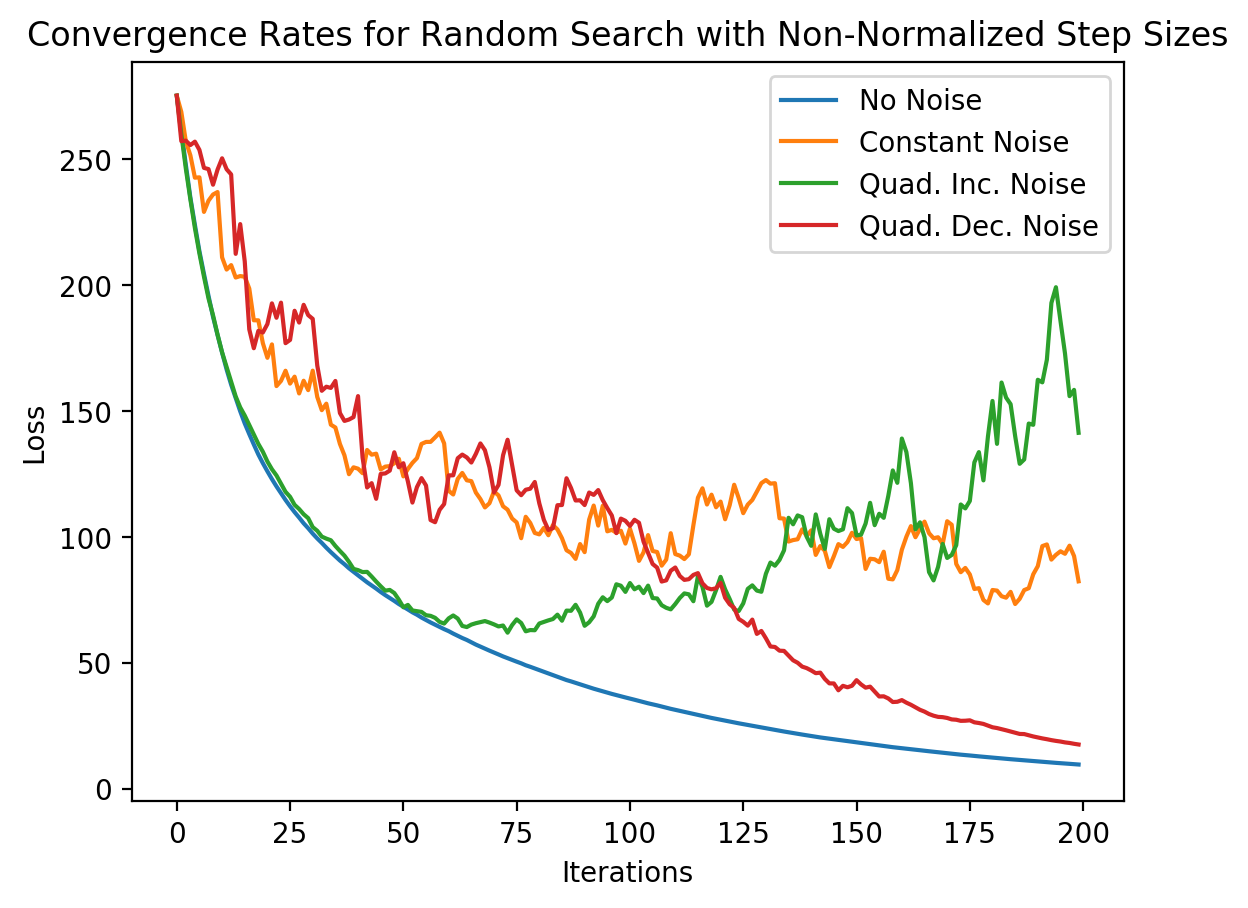 Convergence Rates for Random Search with Non-Normalized Step Sizes
No Noise
Constant Noise
Quad. Inc. Noise
Quad. Dec. Noise
Loss
250
200
150
100
50
0
0 25 50 75 100 125 150 175 200
Iterations